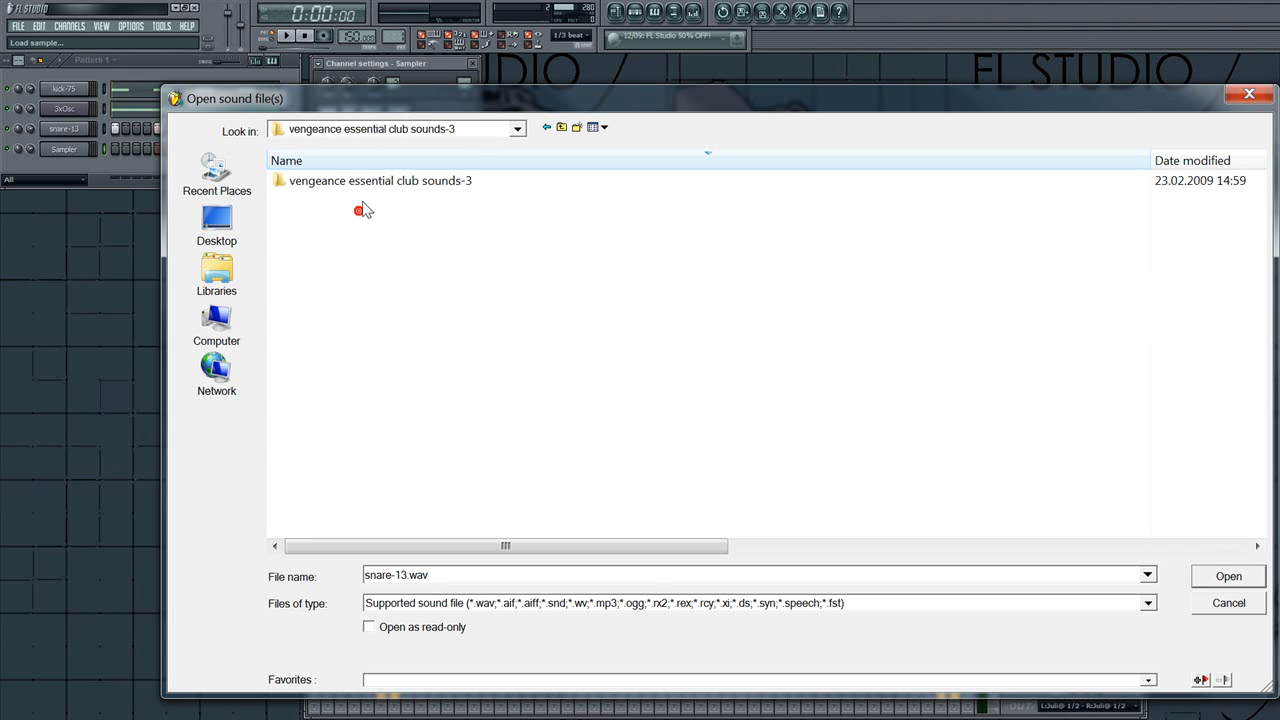 FL STUDIO
FILE EDIT CHANNELS VIEW OPTIONS TOOLS HELP
Load sample...
0:00:00
2
280
0
1/3 beat
12/09: FL Studio 50% OFF!
Pattern 1
Channel settings - Sampler
FL STUDIO
kick-75
3xOsc
snare-13
Sampler
All
Open sound file(s)
Look in:
vengeance essential club sounds-3
Name
Date modified
vengeance essential club sounds-3
23.02.2009 14:59
Recent Places
Desktop
Libraries
Computer
Network
File name:
snare-13.wav
Open
Files of type:
Supported sound file (*.wav;*.aif;*.aiff;*.snd;*.wv;*.mp3;*.ogg;*.rx2;*.rex;*.rcy;*.xi;*.ds;*.syn;*.speech;*.fst)
Cancel
Open as read-only
Favorites :